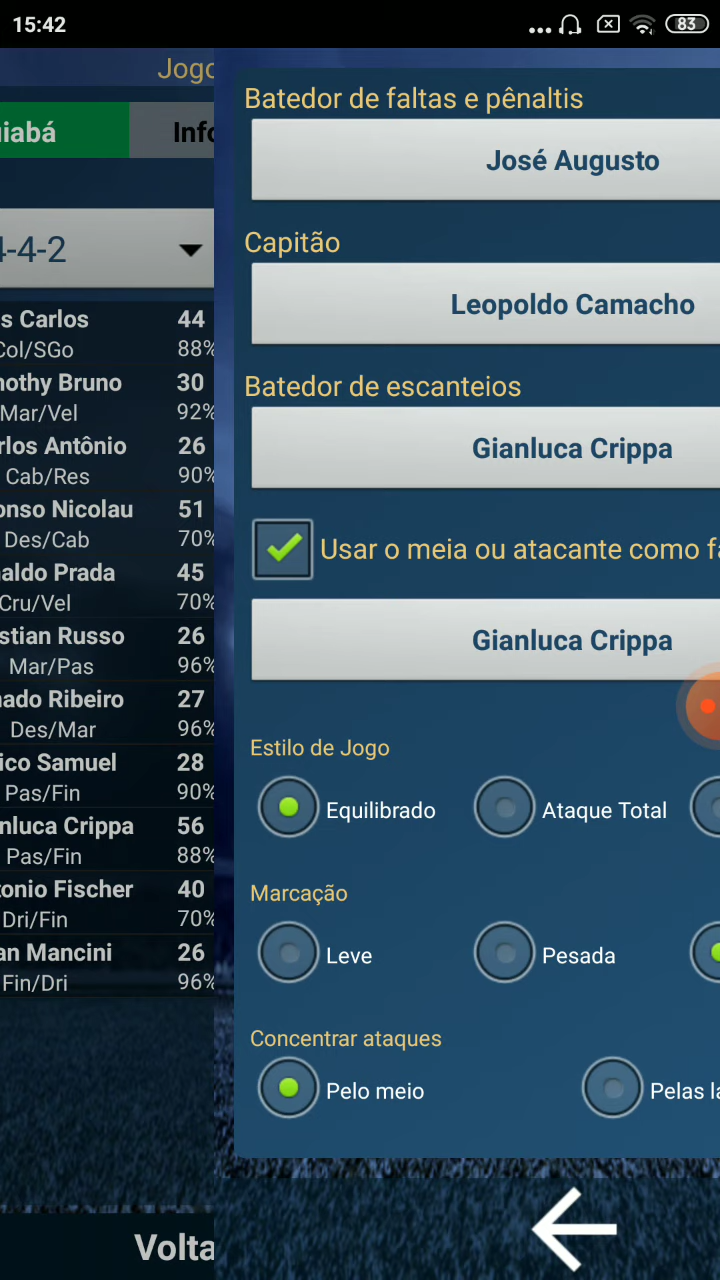 15:42
83
Jogo
iabá
Info
4-4-2
s Carlos 44
Col/SGo 88%
nothy Bruno 30
Mar/Vel 92%
rlos Antônio 26
Cab/Res 90%
onso Nicolau 51
Des/Cab 70%
naldo Prada 45
Cru/Vel 70%
stian Russo 26
Mar/Pas 96%
nado Ribeiro 27
Des/Mar 96%
ico Samuel 28
Pas/Fin 90%
nluca Crippa 56
Pas/Fin 88%
tonio Fischer 40
Dri/Fin 70%
an Mancini 26
Fin/Dri 96%
Volta
Batedor de faltas e pênaltis
José Augusto
Capitão
Leopoldo Camacho
Batedor de escanteios
Gianluca Crippa
Usar o meia ou atacante como fa
Gianluca Crippa
Estilo de Jogo
Equilibrado Ataque Total
Marcação
Leve Pesada
Concentrar ataques
Pelo meio Pelas la